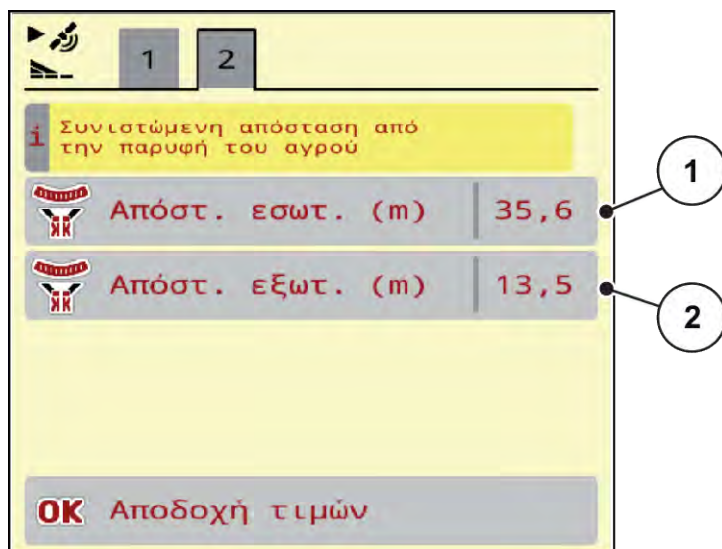 1 2
i Συνιστώμενη απόσταση από
την παρυφή του αγρού
Απόστ. εσωτ. (m) 35,6
1
Απόστ. εξωτ. (m) 13,5
2
OK Αποδοχή τιμών